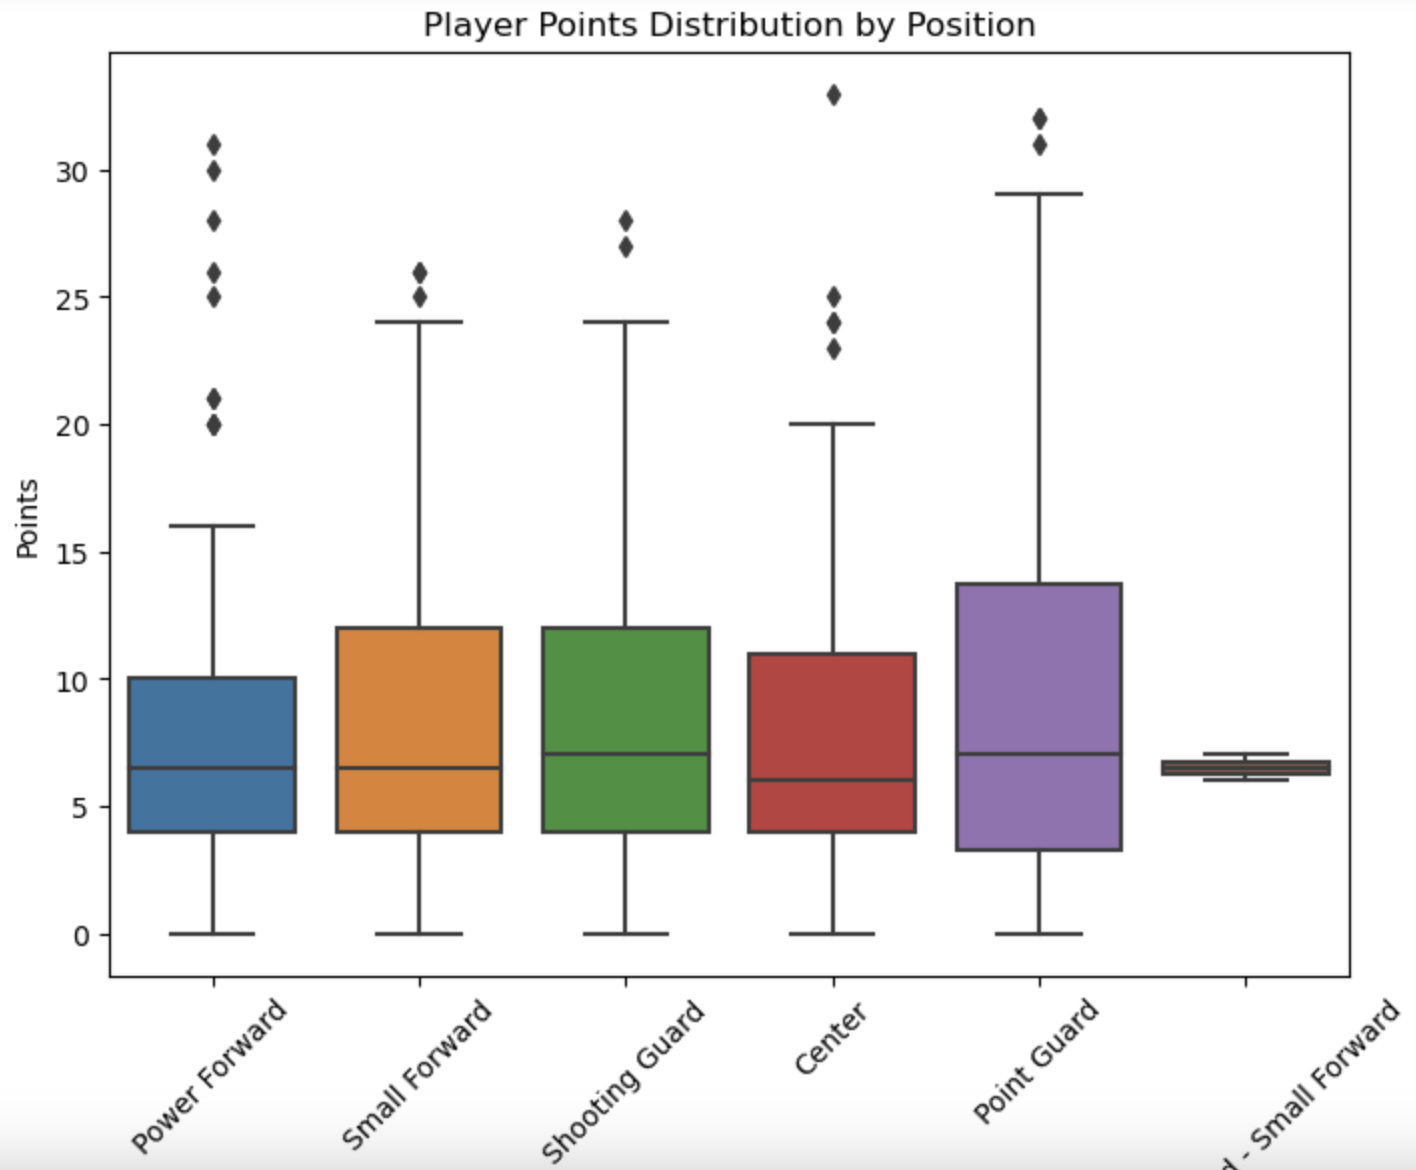 Player Points Distribution by Position
Points
30
25
20
15
10
5
0
Power Forward
Small Forward
Shooting Guard
Center
Point Guard
- Small Forward